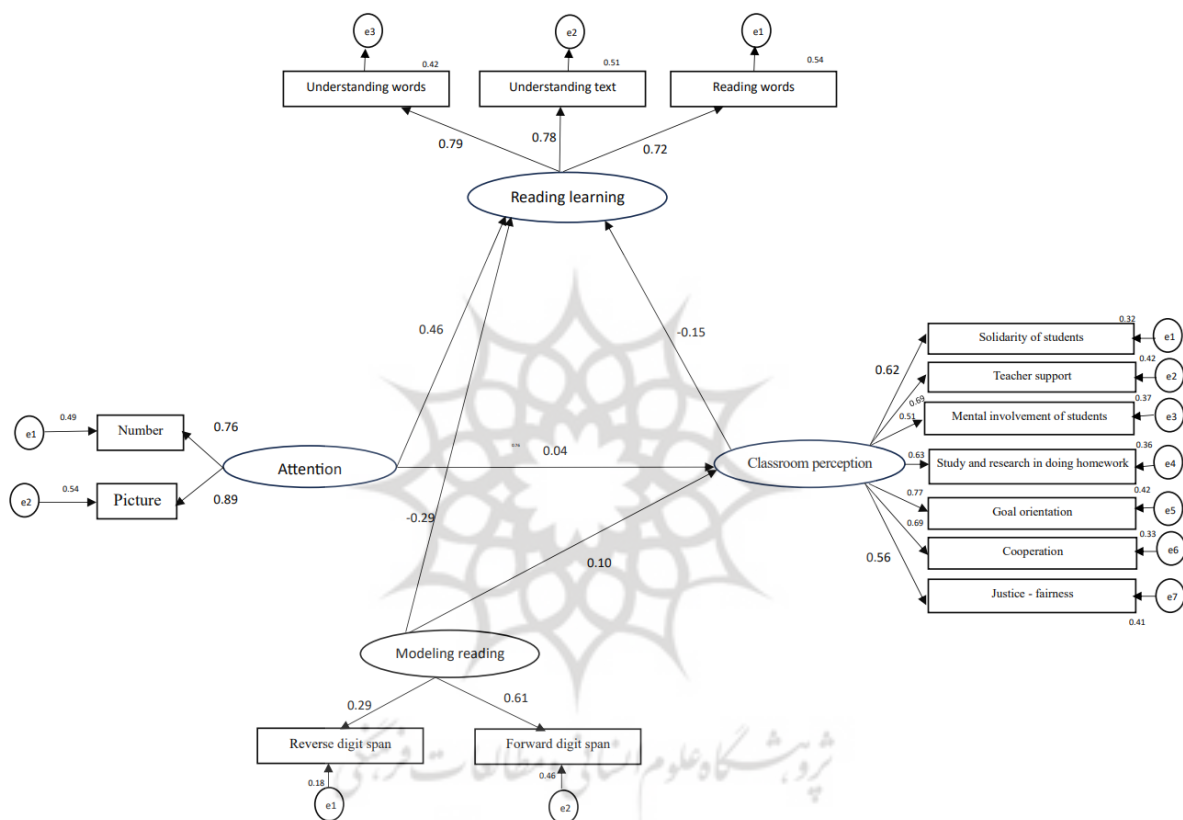 e3
e2
e1
0.42
0.51
0.54
Understanding words
Understanding text
Reading words
0.79
0.78
0.72
Reading learning
0.46
-0.15
0.32
Solidarity of students
e1
0.62
0.42
Teacher support
e2
0.69
0.37
0.51
Mental involvement of students
e3
0.36
0.63
Study and research in doing homework
e4
0.77
0.42
Goal orientation
e5
0.69
0.33
Cooperation
e6
0.56
Justice - fairness
e7
0.41
e1
0.49
Number
0.76
Attention
0.04
Classroom perception
e2
0.54
Picture
0.89
-0.29
0.10
Modeling reading
0.29
0.61
Reverse digit span
Forward digit span
0.18
0.46
e1
e2
پژوهشگاه علوم انسانی و مطالعات فرهنگی